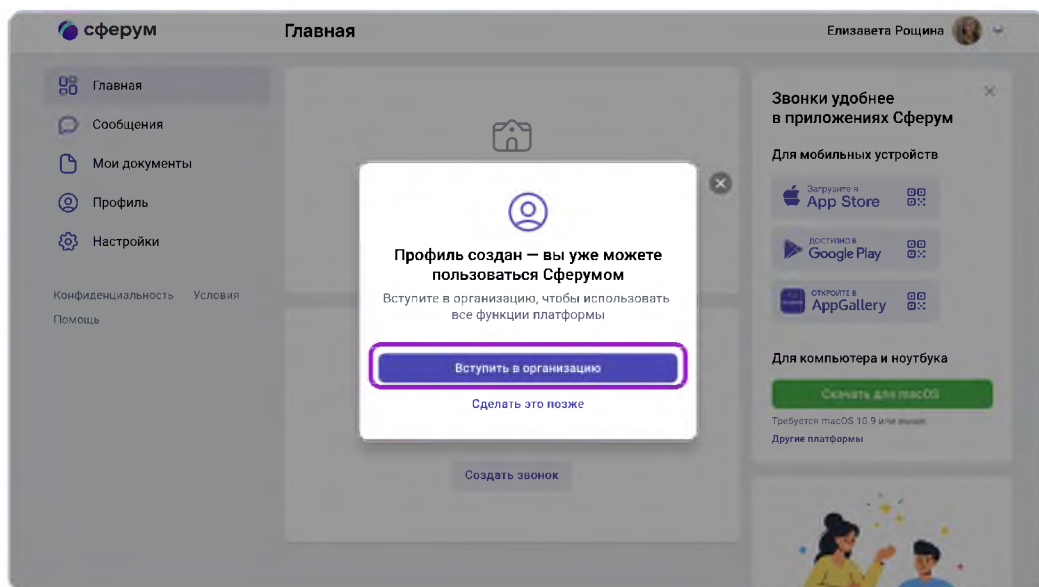 сферум
Главная
Елизавета Рощина
Главная
Сообщения
Мои документы
Профиль
Настройки
Конфиденциальность Условия
Помощь
Профиль создан — вы уже можете
пользоваться Сферумом
Вступите в организацию, чтобы использовать
все функции платформы
Вступить в организацию
Сделать это позже
Создать звонок
Звонки удобнее
в приложениях Сферум
Для мобильных устройств
Загрузите в
App Store
ДОСТУПНО В
Google Play
ОТКРОЙТЕ В
AppGallery
Для компьютера и ноутбука
Скачать для macOS
Требуется macOS 10.9 или выше
Другие платформы